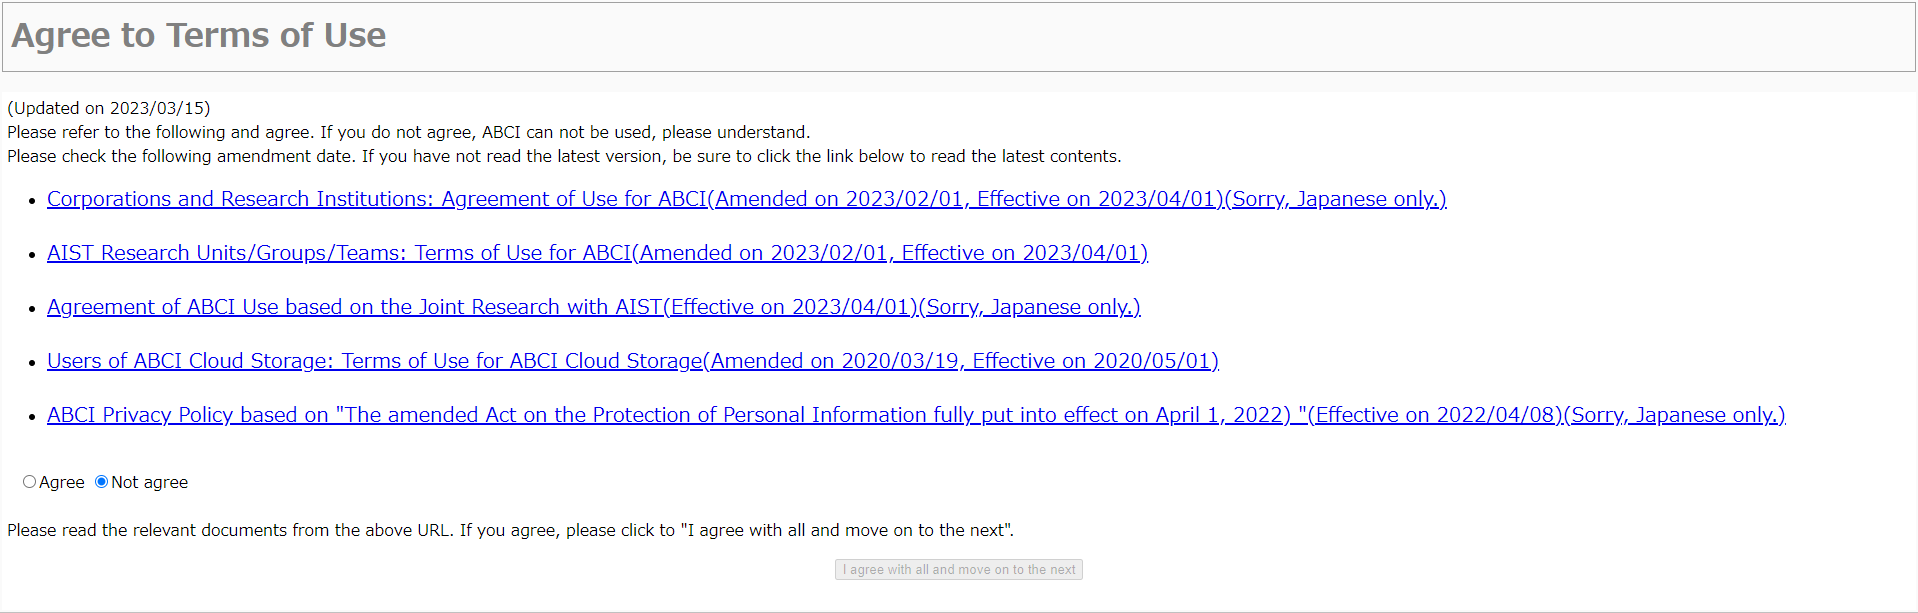 Agree to Terms of Use
(Updated on 2023/03/15)
Please refer to the following and agree. If you do not agree, ABCI can not be used, please understand.
Please check the following amendment date. If you have not read the latest version, be sure to click the link below to read the latest contents.
Corporations and Research Institutions: Agreement of Use for ABCI(Amended on 2023/02/01, Effective on 2023/04/01)(Sorry, Japanese only.)
AIST Research Units/Groups/Teams: Terms of Use for ABCI(Amended on 2023/02/01, Effective on 2023/04/01)
Agreement of ABCI Use based on the Joint Research with AIST(Effective on 2023/04/01)(Sorry, Japanese only.)
Users of ABCI Cloud Storage: Terms of Use for ABCI Cloud Storage(Amended on 2020/03/19, Effective on 2020/05/01)
ABCI Privacy Policy based on "The amended Act on the Protection of Personal Information fully put into effect on April 1, 2022) "(Effective on 2022/04/08)(Sorry, Japanese only.)
Agree Not agree
Please read the relevant documents from the above URL. If you agree, please click to "I agree with all and move on to the next".
I agree with all and move on to the next